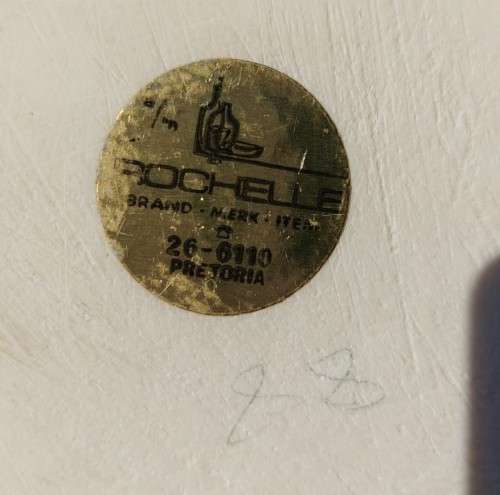 ROCHELLE
BRAND - MERK - ITEM
☎
26-6110
PRETORIA